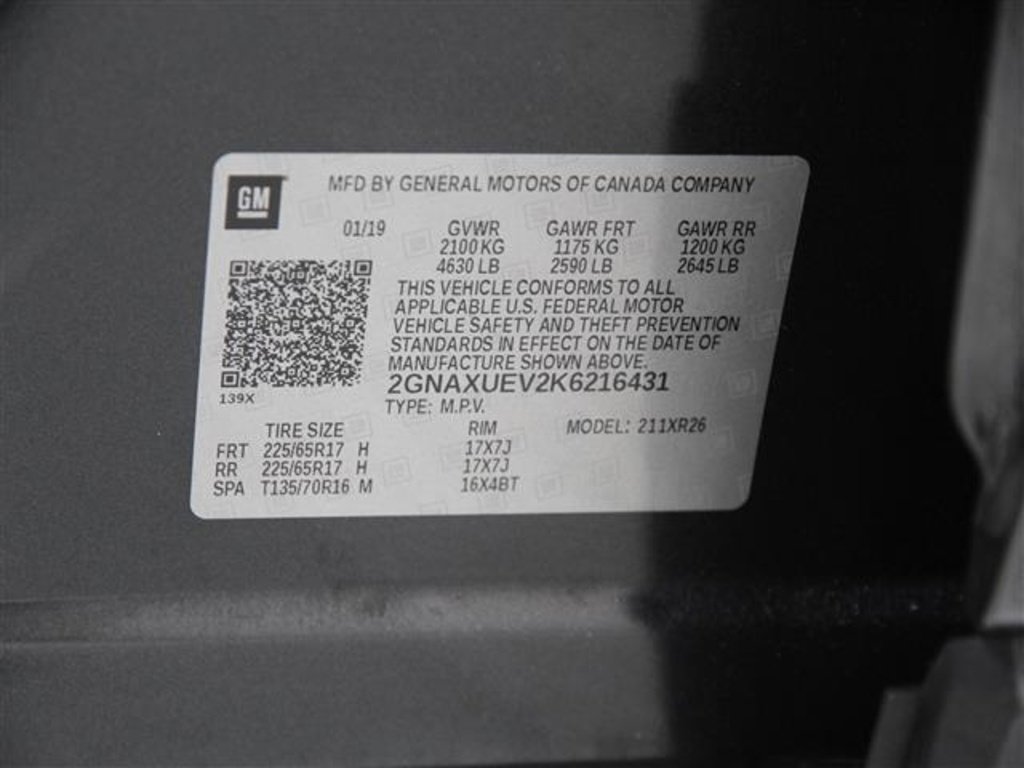 GM
MFD BY GENERAL MOTORS OF CANADA COMPANY
01/19 GVWR GAWR FRT GAWR RR
2100 KG 1175 KG 1200 KG
4630 LB 2590 LB 2645 LB
THIS VEHICLE CONFORMS TO ALL
APPLICABLE U.S. FEDERAL MOTOR
VEHICLE SAFETY AND THEFT PREVENTION
STANDARDS IN EFFECT ON THE DATE OF
MANUFACTURE SHOWN ABOVE.
2GNAXUEV2K6216431
139X
TYPE: M.P.V.
TIRE SIZE RIM MODEL: 211XR26
FRT 225/65R17 H 17X7J
RR 225/65R17 H 17X7J
SPA T135/70R16 M 16X4BT